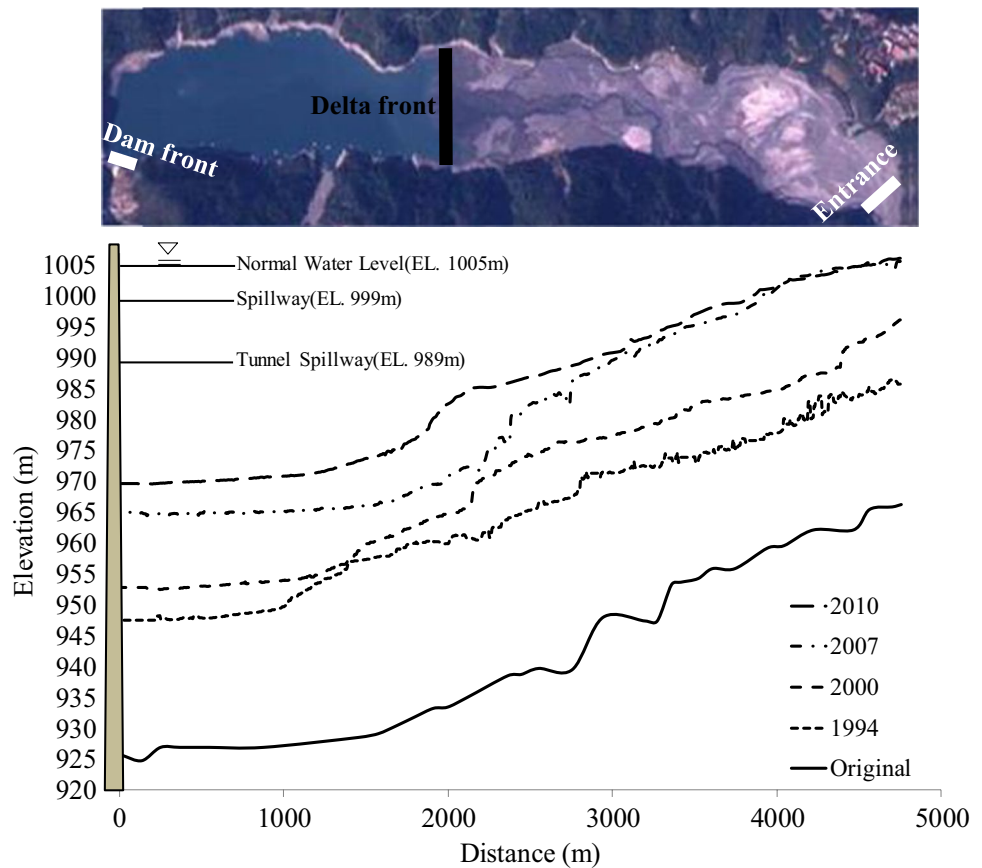 Delta front
Dam front
Entrance
1005
1000
995
990
985
980
975
970
965
960
955
950
945
940
935
930
925
920
Elevation (m)
Normal Water Level(EL. 1005m)
Spillway(EL. 999m)
Tunnel Spillway(EL. 989m)
2010
2007
2000
1994
Original
0 1000 2000 3000 4000 5000
Distance (m)